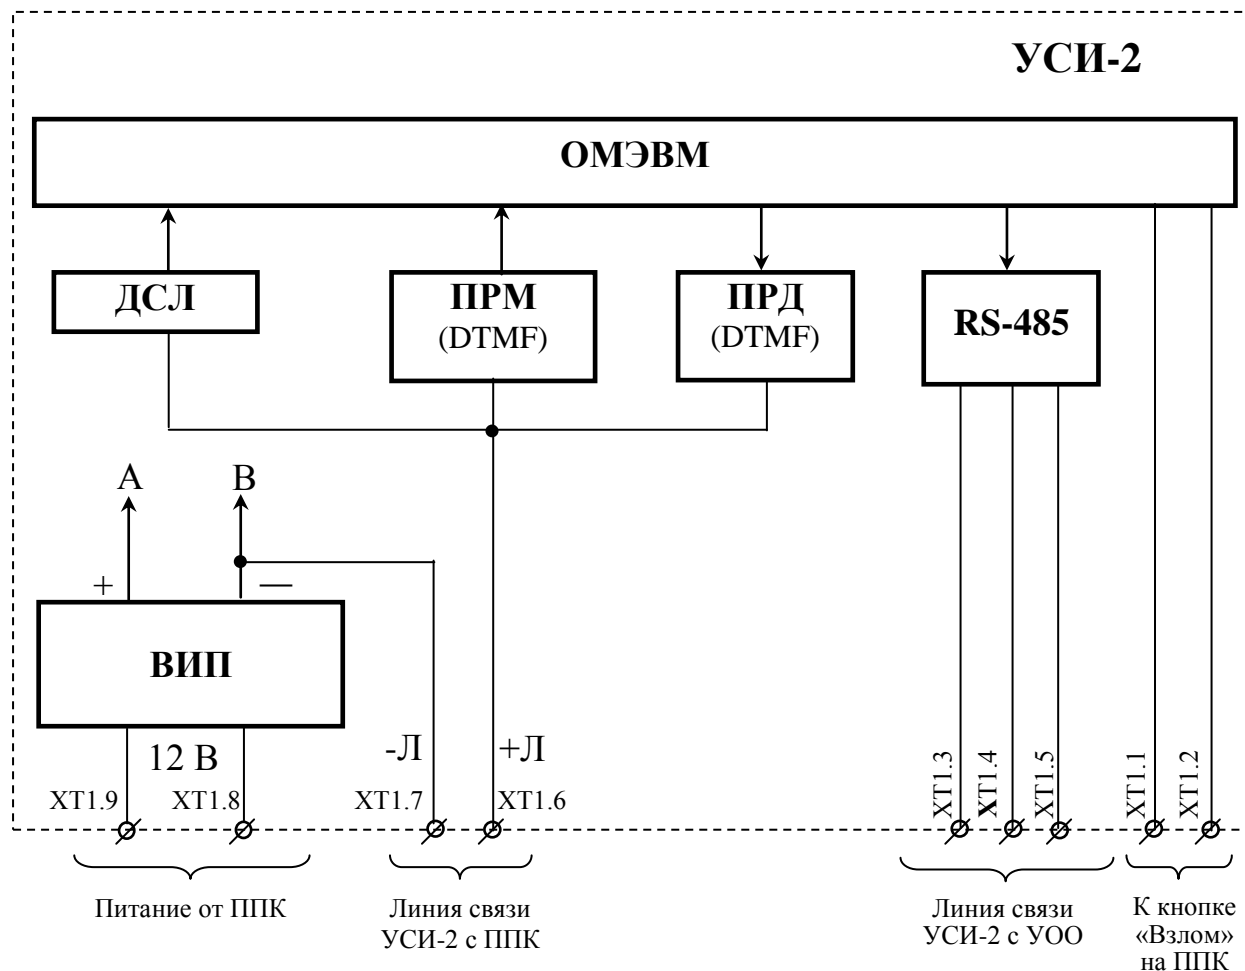 УСИ-2
ОМЭВМ
ДСЛ
ПРМ
(DTMF)
ПРД
(DTMF)
RS-485
А
В
+
—
ВИП
12 В
-Л
+Л
XT1.9
XT1.8
XT1.7
XT1.6
XT1.3
XT1.4
XT1.5
XT1.1
XT1.2
Питание от ППК
Линия связи
УСИ-2 с ППК
Линия связи
УСИ-2 с УОО
К кнопке
«Взлом»
на ППК